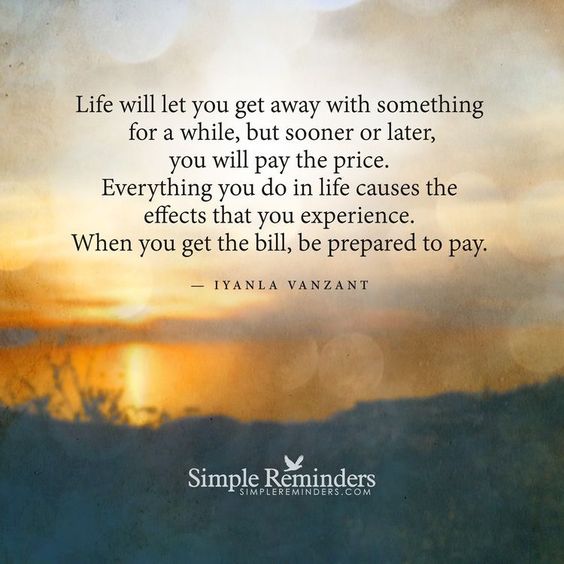 Life will let you get away with something
for a while, but sooner or later,
you will pay the price.
Everything you do in life causes the
effects that you experience.
When you get the bill, be prepared to pay.
— IYANLA VANZANT
Simple Reminders
SIMPLEREMINDERS.COM